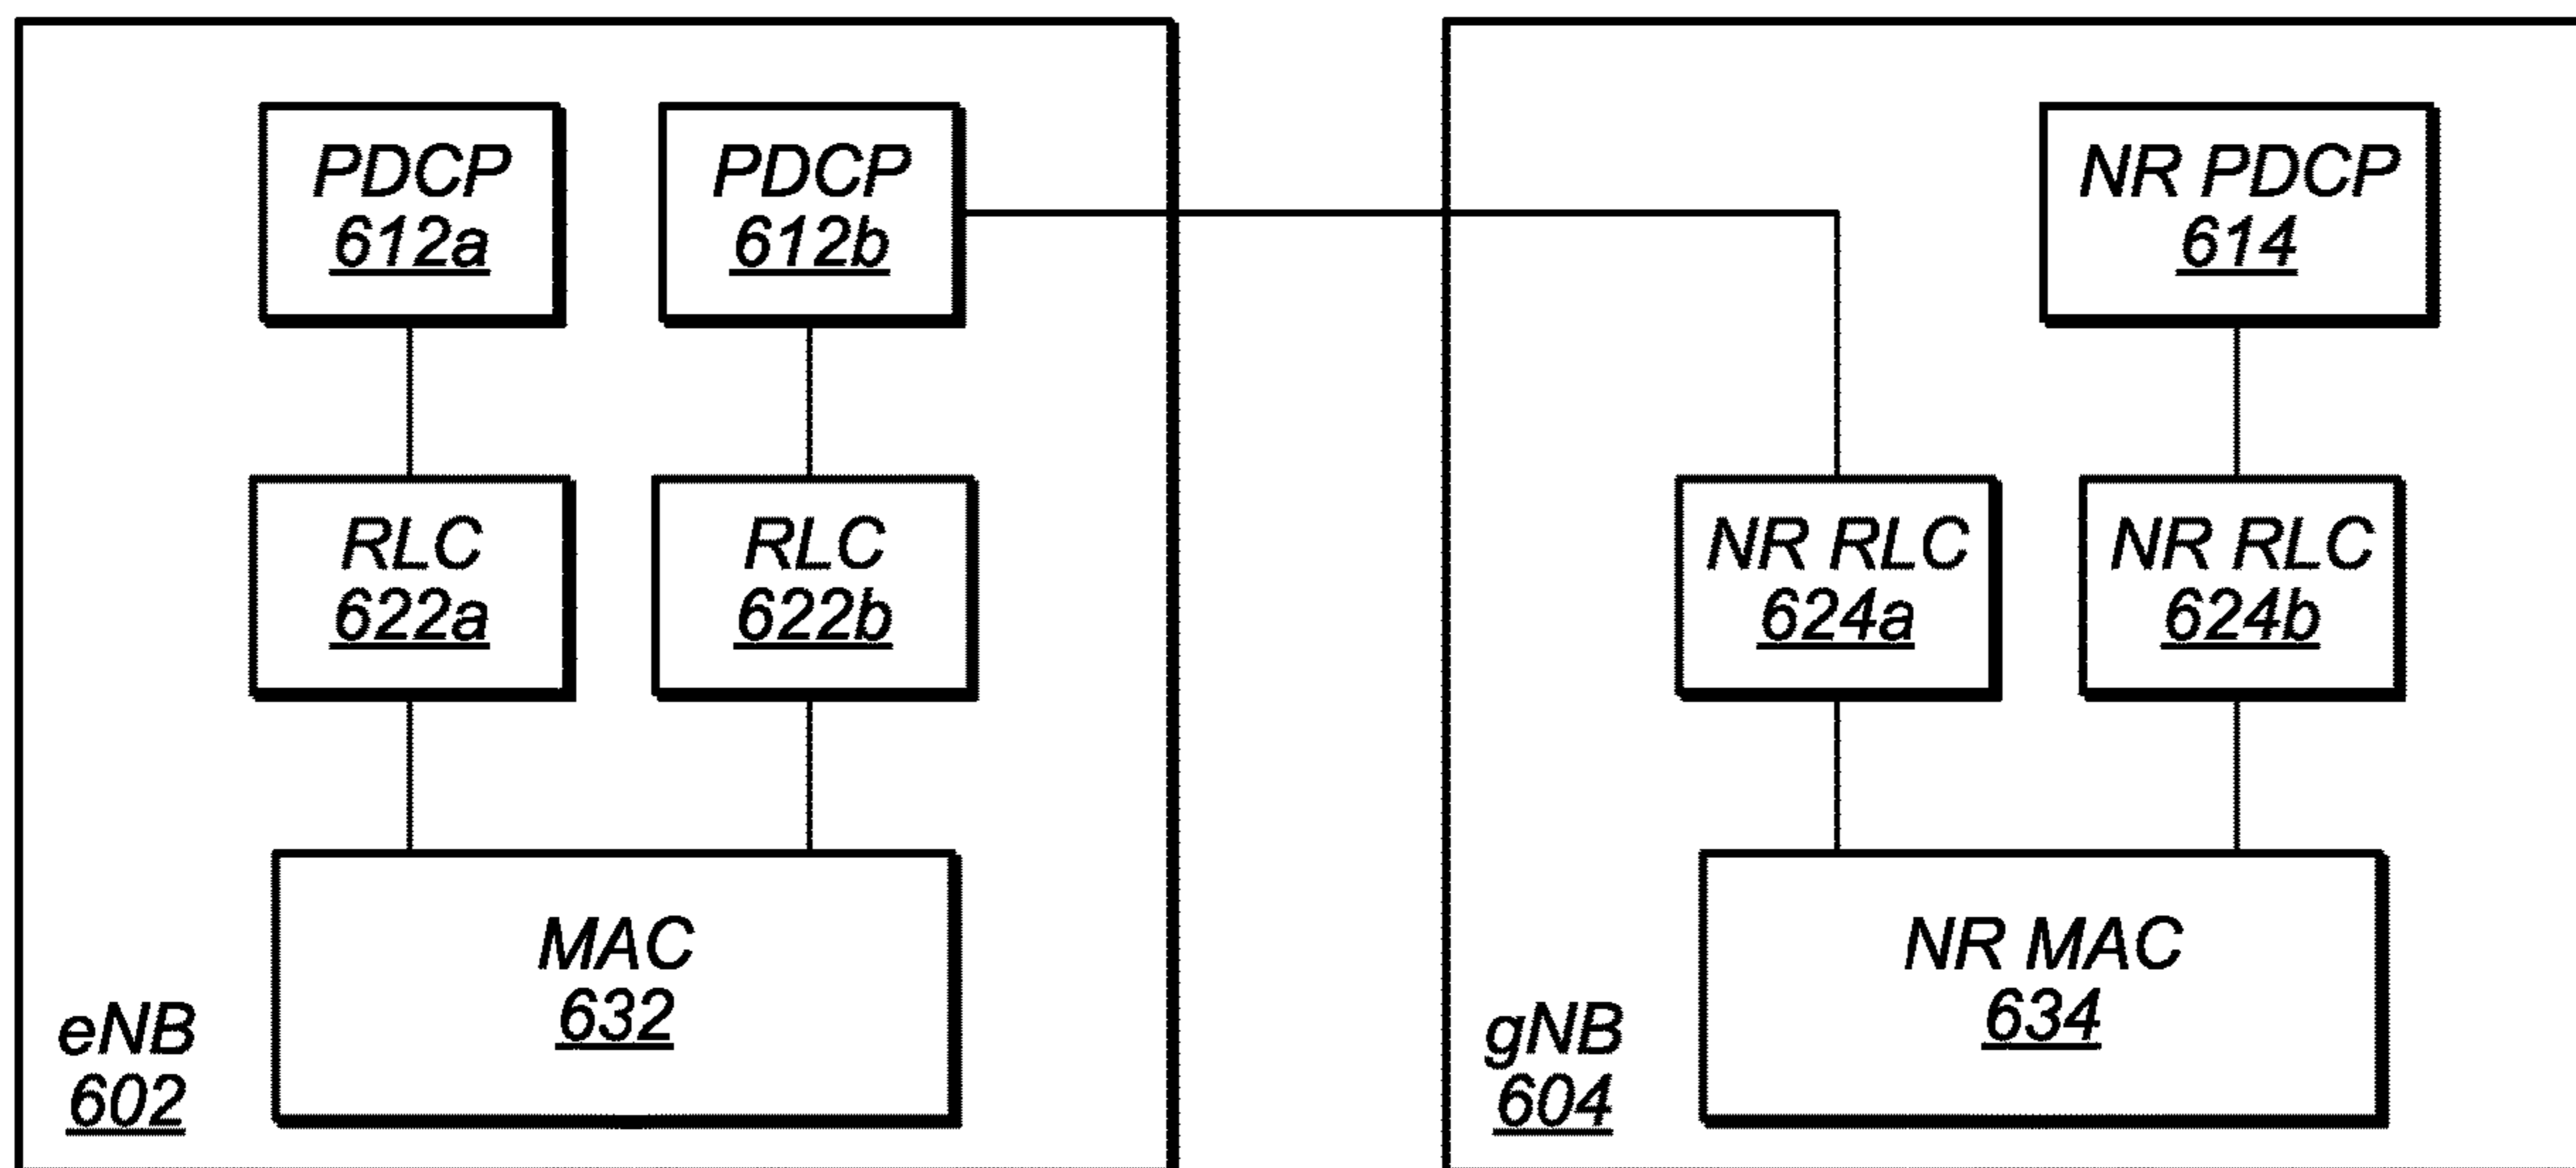 PDCP
612a
PDCP
612b
NR PDCP
614
RLC
622a
RLC
622b
NR RLC
624a
NR RLC
624b
MAC
632
NR MAC
634
eNB
602
gNB
604